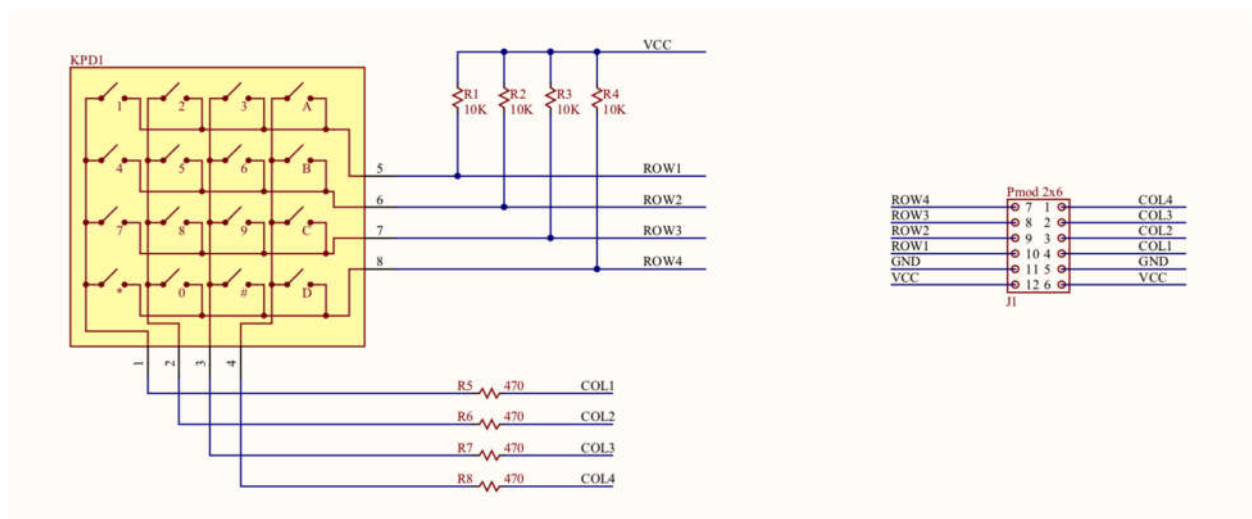 KPD1
VCC
1 2 3 A
R1 R2 R3 R4
10K 10K 10K 10K
4 5 6 B
5 ROW1
6 ROW2
7 8 9 C
7 ROW3
8 ROW4
* 0 # D
1 2 3 4
R5 470 COL1
R6 470 COL2
R7 470 COL3
R8 470 COL4
Pmod 2x6
ROW4 7 1 COL4
ROW3 8 2 COL3
ROW2 9 3 COL2
ROW1 10 4 COL1
GND 11 5 GND
VCC 12 6 VCC
J1